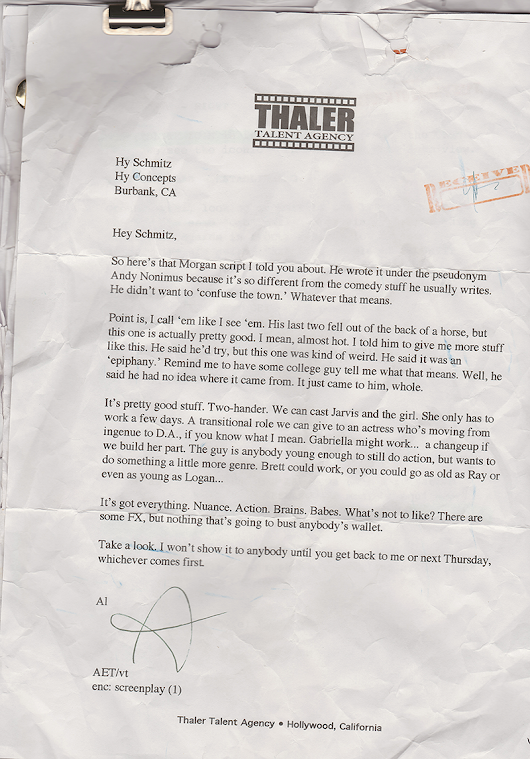 THALER
TALENT AGENCY
Hy Schmitz
Hy Concepts
Burbank, CA
RECEIVED
Hey Schmitz,
So here's that Morgan script I told you about. He wrote it under the pseudonym
Andy Nonimus because it's so different from the comedy stuff he usually writes.
He didn't want to 'confuse the town.' Whatever that means.
Point is, I call 'em like I see 'em. His last two fell out of the back of a horse, but
this one is actually pretty good. I mean, almost hot. I told him to give me more stuff
like this. He said he'd try, but this one was kind of weird. He said it was an
'epiphany.' Remind me to have some college guy tell me what that means. Well, he
said he had no idea where it came from. It just came to him, whole.
It's pretty good stuff. Two-hander. We can cast Jarvis and the girl. She only has to
work a few days. A transitional role we can give to an actress who's moving from
ingenue to D.A., if you know what I mean. Gabriella might work... a changeup if
we build her part. The guy is anybody young enough to still do action, but wants to
do something a little more genre. Brett could work, or you could go as old as Ray or
even as young as Logan...
It's got everything. Nuance. Action. Brains. Babes. What's not to like? There are
some FX, but nothing that's going to bust anybody's wallet.
Take a look. I won't show it to anybody until you get back to me or next Thursday,
whichever comes first.
Al
AET/vt
enc: screenplay (1)
Thaler Talent Agency • Hollywood, California